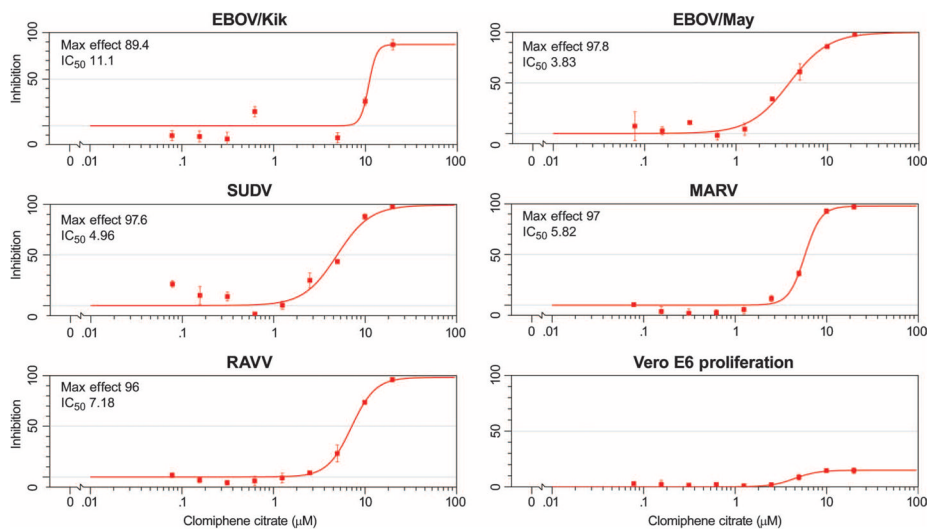 EBOV/Kik
EBOV/May
Inhibition
100
50
0
Max effect 89.4
IC50 11.1
0 .01 .1 1 10 100
100
50
0
Max effect 97.8
IC50 3.83
0 .01 .1 1 10 100
SUDV
MARV
Inhibition
100
50
0
Max effect 97.6
IC50 4.96
0 .01 .1 1 10 100
100
50
0
Max effect 97
IC50 5.82
0 .01 .1 1 10 100
RAVV
Vero E6 proliferation
Inhibition
100
50
0
Max effect 96
IC50 7.18
0 .01 .1 1 10 100
Clomiphene citrate (μM)
100
50
0
0 .01 .1 1 10 100
Clomiphene citrate (μM)